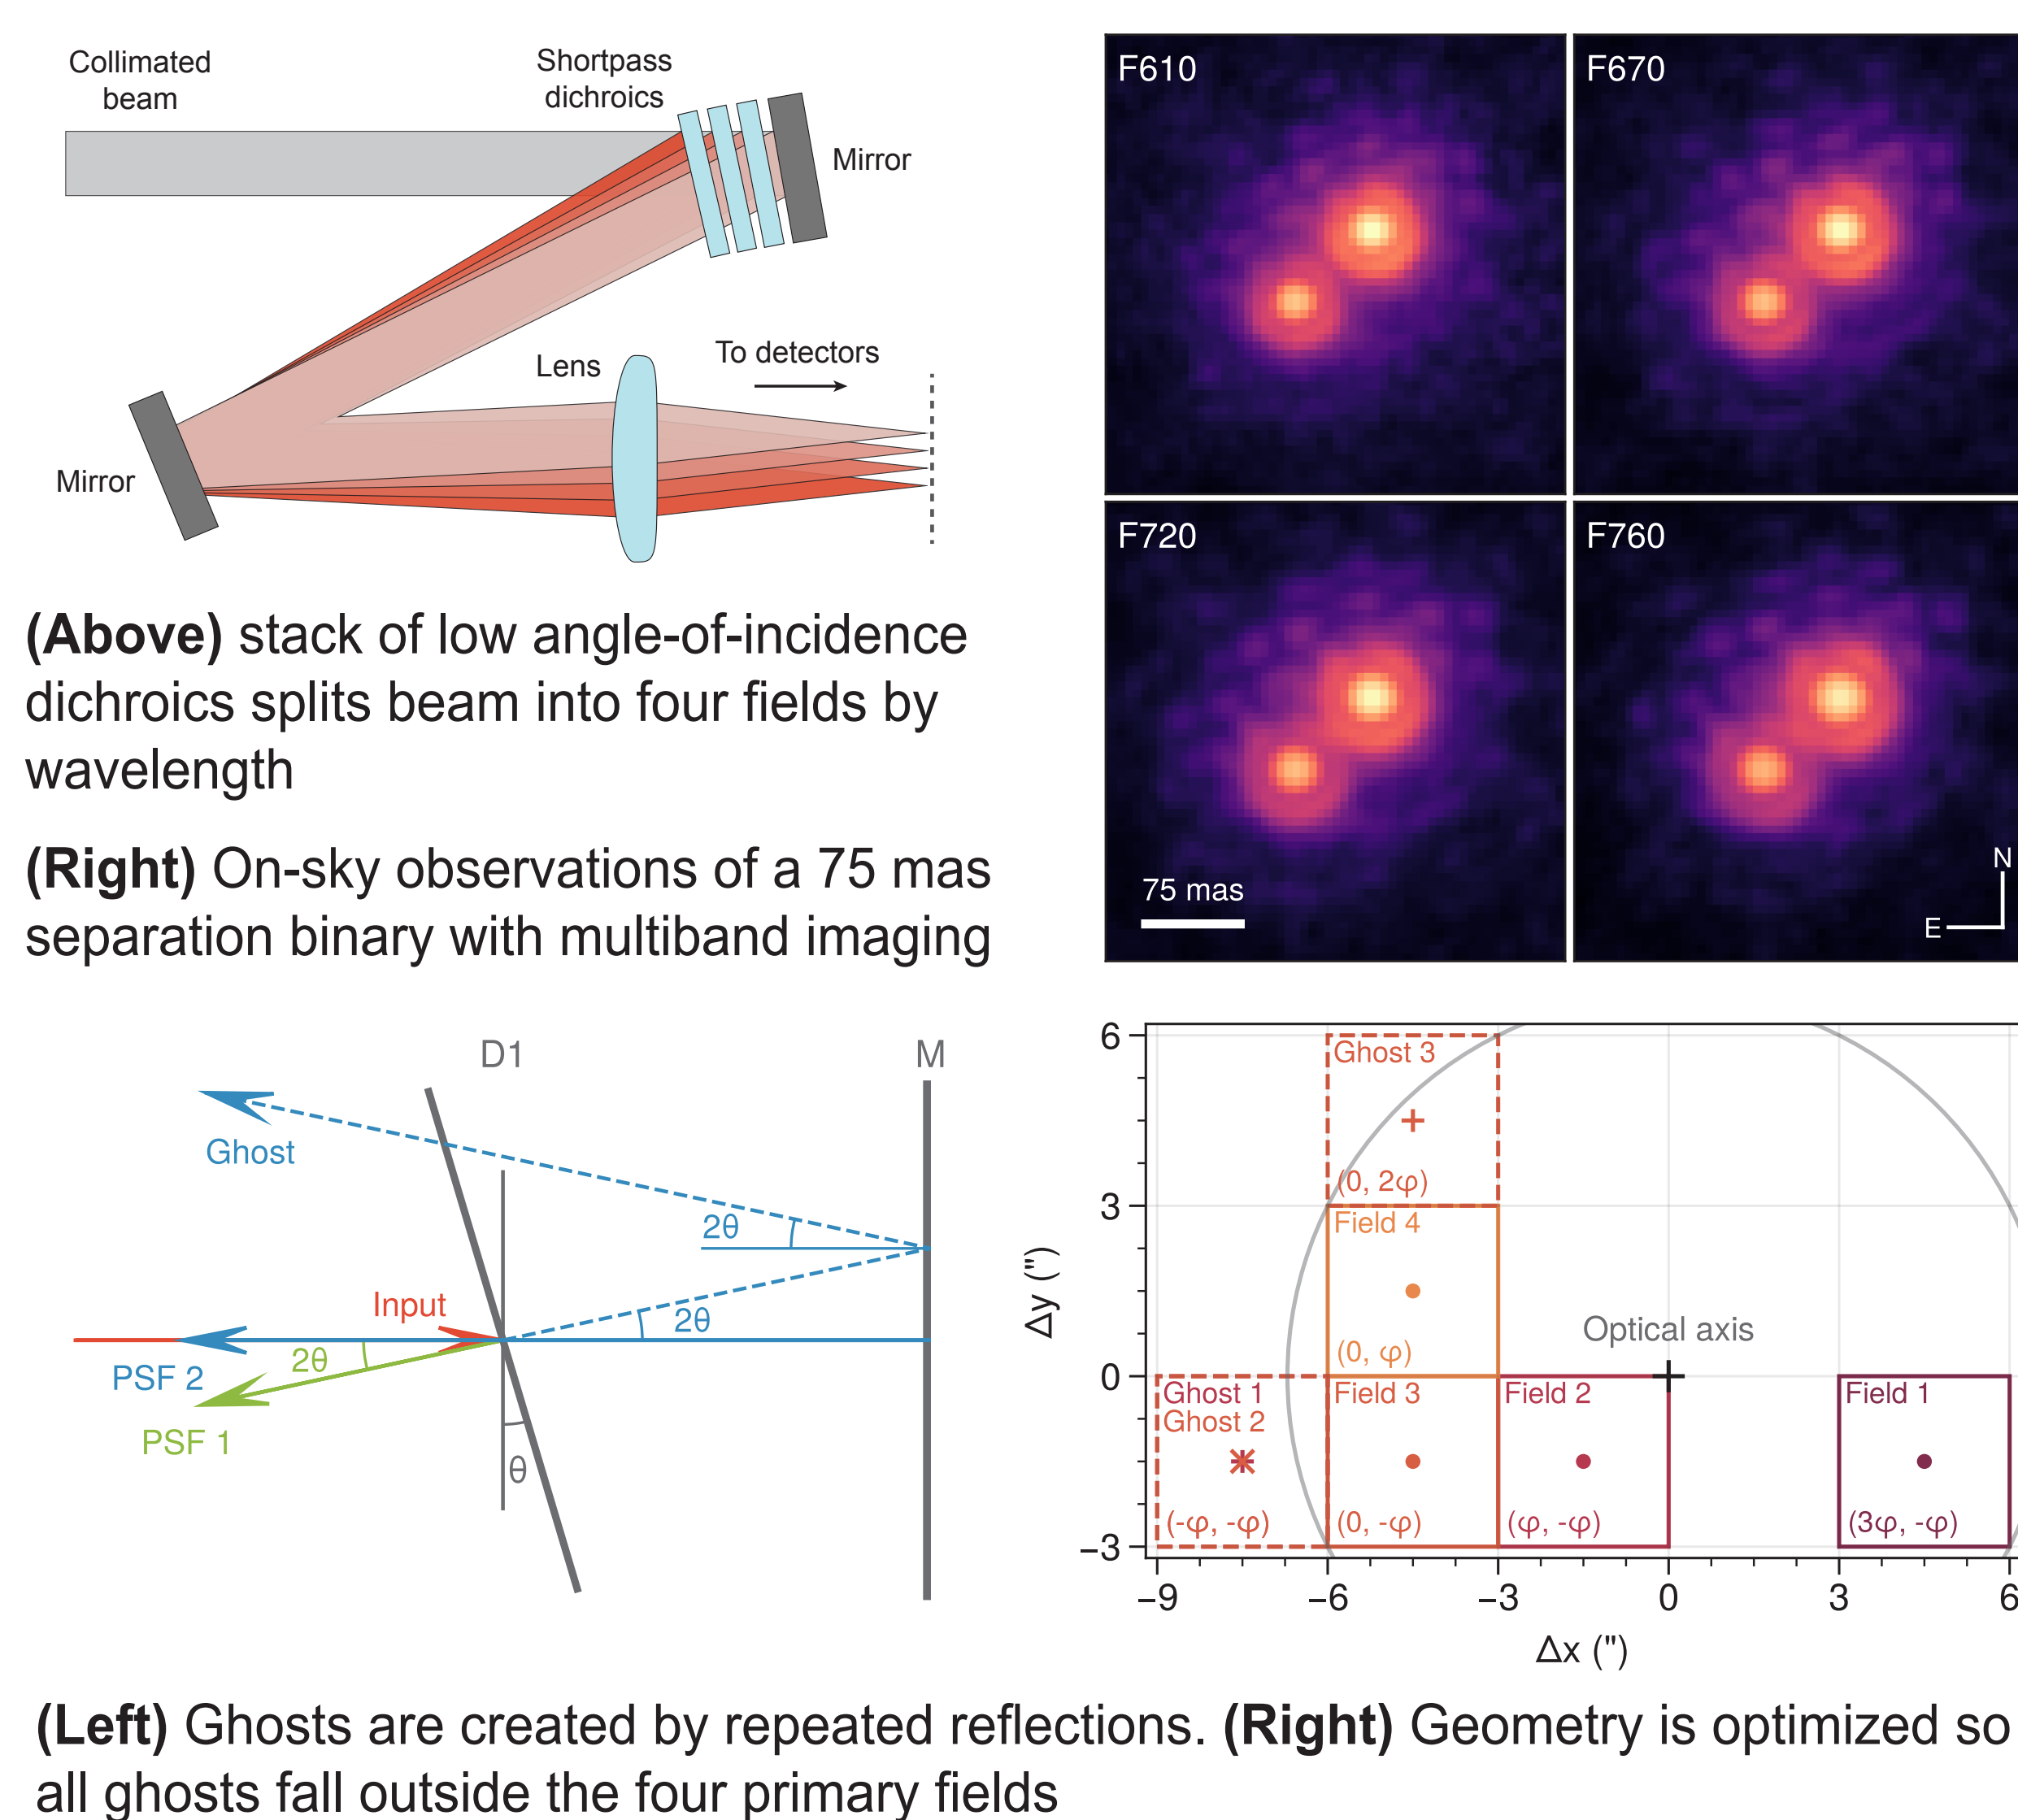 Collimated
beam
Shortpass
dichroics
Mirror
Lens
To detectors
Mirror
F610
F670
F720
F760
75 mas
N
E
(Above) stack of low angle-of-incidence
dichroics splits beam into four fields by
wavelength
(Right) On-sky observations of a 75 mas
separation binary with multiband imaging
D1
M
Ghost
2θ
Input
2θ
2θ
PSF 2
PSF 1
θ
6
3
0
−3
Δy (")
Ghost 3
(0, 2φ)
Field 4
(0, φ)
Optical axis
Ghost 1
Ghost 2
(-φ, -φ)
Field 3
(0, -φ)
Field 2
(φ, -φ)
Field 1
(3φ, -φ)
−9
−6
−3
0
3
6
Δx (")
(Left) Ghosts are created by repeated reflections. (Right) Geometry is optimized so
all ghosts fall outside the four primary fields